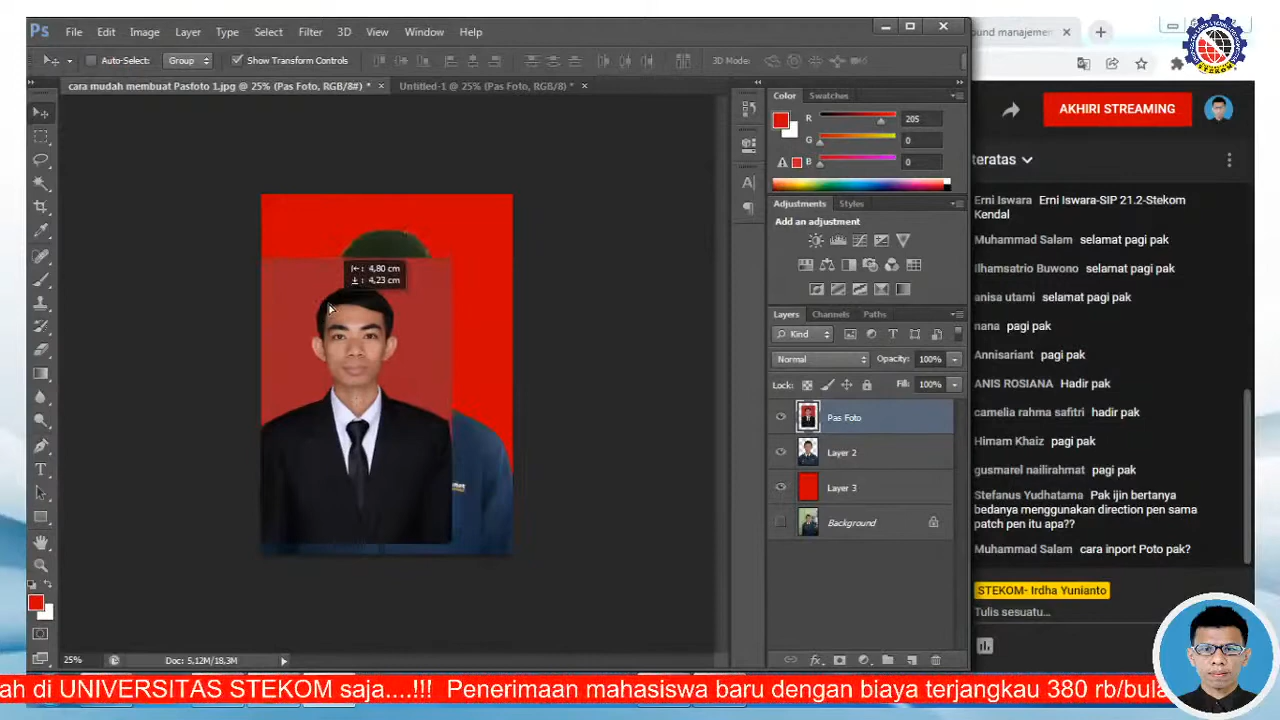 Ps File Edit Image Layer Type Select Filter 3D View Window Help
ound manajemen
Auto-Select: Group Show Transform Controls 3D Mode:
cara mudah membuat Pasfoto 1.jpg @ 25% (Pas Foto, RGB/8#) * × Untitled-1 @ 25% (Pas Foto, RGB/8) * ×
Color Swatches
R 205
G 0
B 0
Adjustments Styles
Add an adjustment
4,80 cm
4,23 cm
Layers Channels Paths
Kind
Normal Opacity: 100%
Lock: Fill: 100%
Pas Foto
Layer 2
Layer 3
Background
25% Doc: 5,12M/18,3M
STEKOM
AKHIRI STREAMING
teratas
Erni Iswara Erni Iswara-SIP 21.2-Stekom
Kendal
Muhammad Salam selamat pagi pak
Ilhamsatrio Buwono selamat pagi pak
anisa utami selamat pagi pak
nana pagi pak
Annisariant pagi pak
ANIS ROSIANA Hadir pak
camelia rahma safitri hadir pak
Himam Khaiz pagi pak
gusmarel nailirahmat pagi pak
Stefanus Yudhatama Pak ijin bertanya
bedanya menggunakan direction pen sama
patch pen itu apa??
Muhammad Salam cara inport Poto pak?
STEKOM- Irdha Yunianto
Tulis sesuatu...
ah di UNIVERSITAS STEKOM saja....!!! Penerimaan mahasiswa baru dengan biaya terjangkau 380 rb/bula